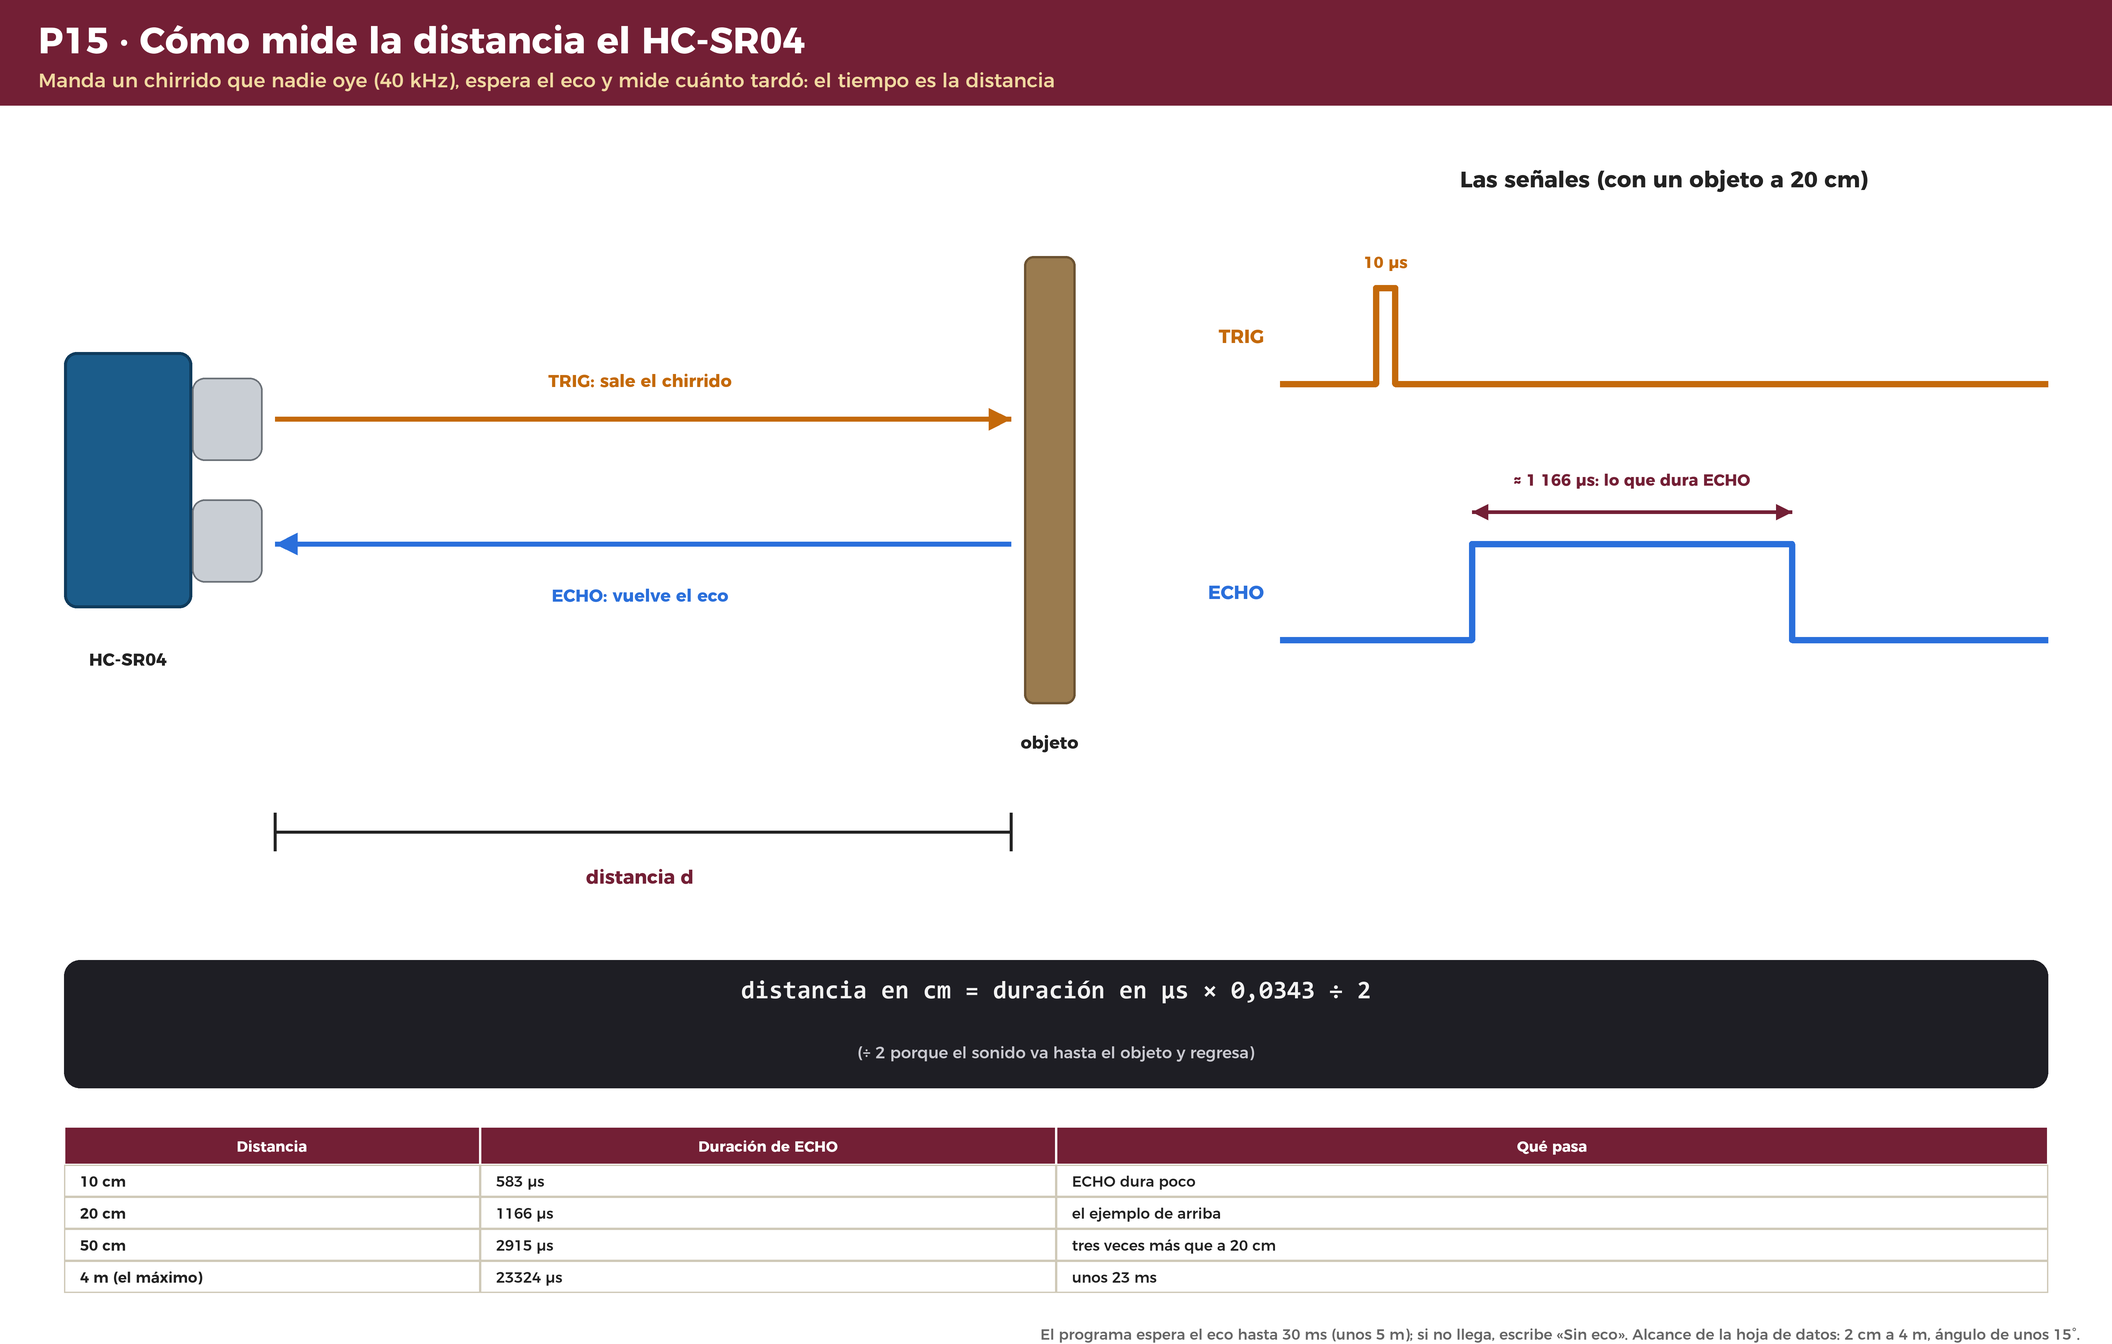 P15 · Cómo mide la distancia el HC-SR04
Manda un chirrido que nadie oye (40 kHz), espera el eco y mide cuánto tardó: el tiempo es la distancia
Las señales (con un objeto a 20 cm)
10 µs
TRIG
TRIG: sale el chirrido
≈ 1 166 µs: lo que dura ECHO
ECHO
ECHO: vuelve el eco
HC-SR04
objeto
distancia d
distancia en cm = duración en µs × 0,0343 ÷ 2
(÷ 2 porque el sonido va hasta el objeto y regresa)
Distancia Duración de ECHO Qué pasa
10 cm 583 µs ECHO dura poco
20 cm 1166 µs el ejemplo de arriba
50 cm 2915 µs tres veces más que a 20 cm
4 m (el máximo) 23324 µs unos 23 ms
El programa espera el eco hasta 30 ms (unos 5 m); si no llega, escribe «Sin eco». Alcance de la hoja de datos: 2 cm a 4 m, ángulo de unos 15°.